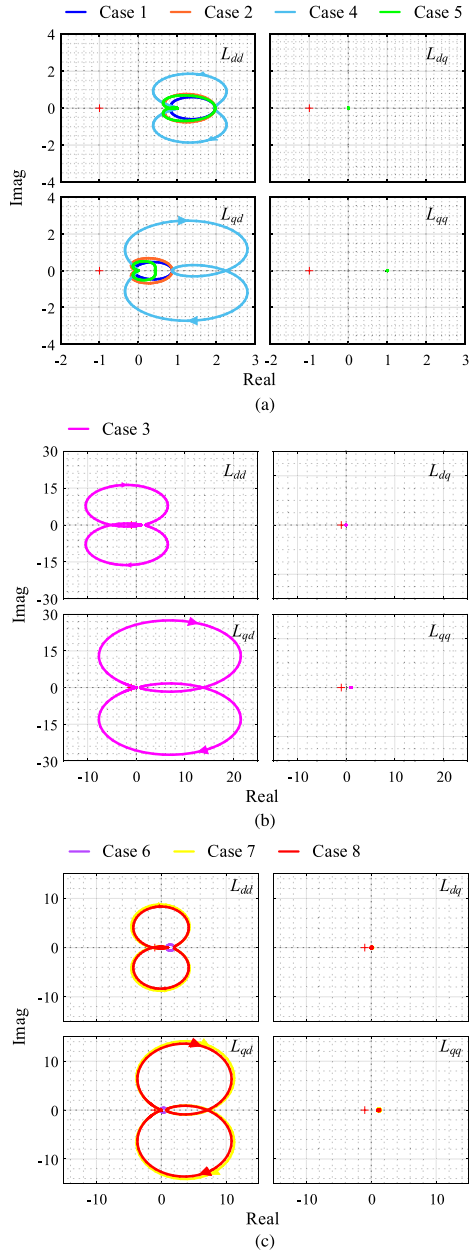 Case 1 Case 2 Case 4 Case 5
4
2
0
-2
-4
L_dd
L_dq
4
2
0
-2
-4
L_qd
L_qq
Imag
-2 -1 0 1 2 3
-2 -1 0 1 2 3
Real
(a)
Case 3
30
15
0
-15
-30
L_dd
L_dq
30
15
0
-15
-30
L_qd
L_qq
Imag
-10 0 10 20
-10 0 10 20
Real
(b)
Case 6 Case 7 Case 8
10
0
-10
L_dd
L_dq
10
0
-10
L_qd
L_qq
Imag
-10 0 10
-10 0 10
Real
(c)